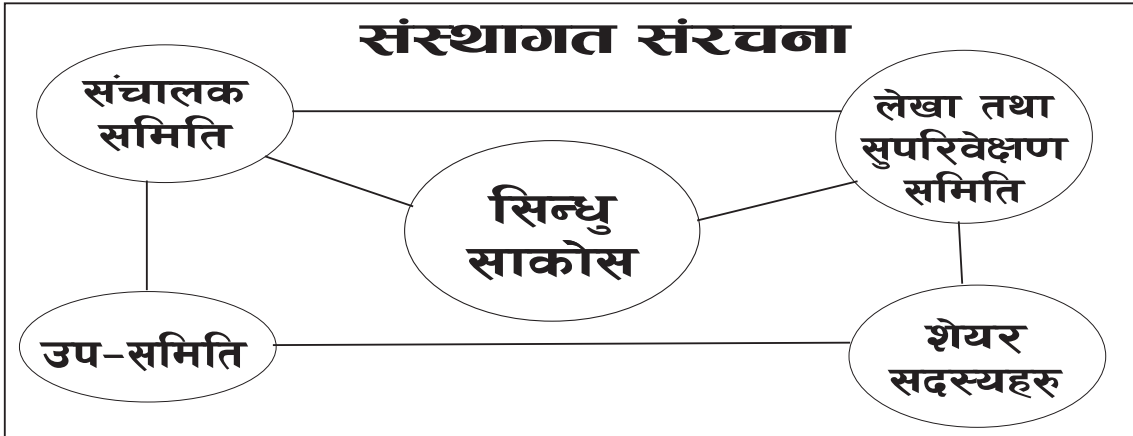 संस्थागत संरचना
संचालक
समिति
लेखा तथा
सुपरिवेक्षण
समिति
सिन्धु
साकोस
उप-समिति
शेयर
सदस्यहरु